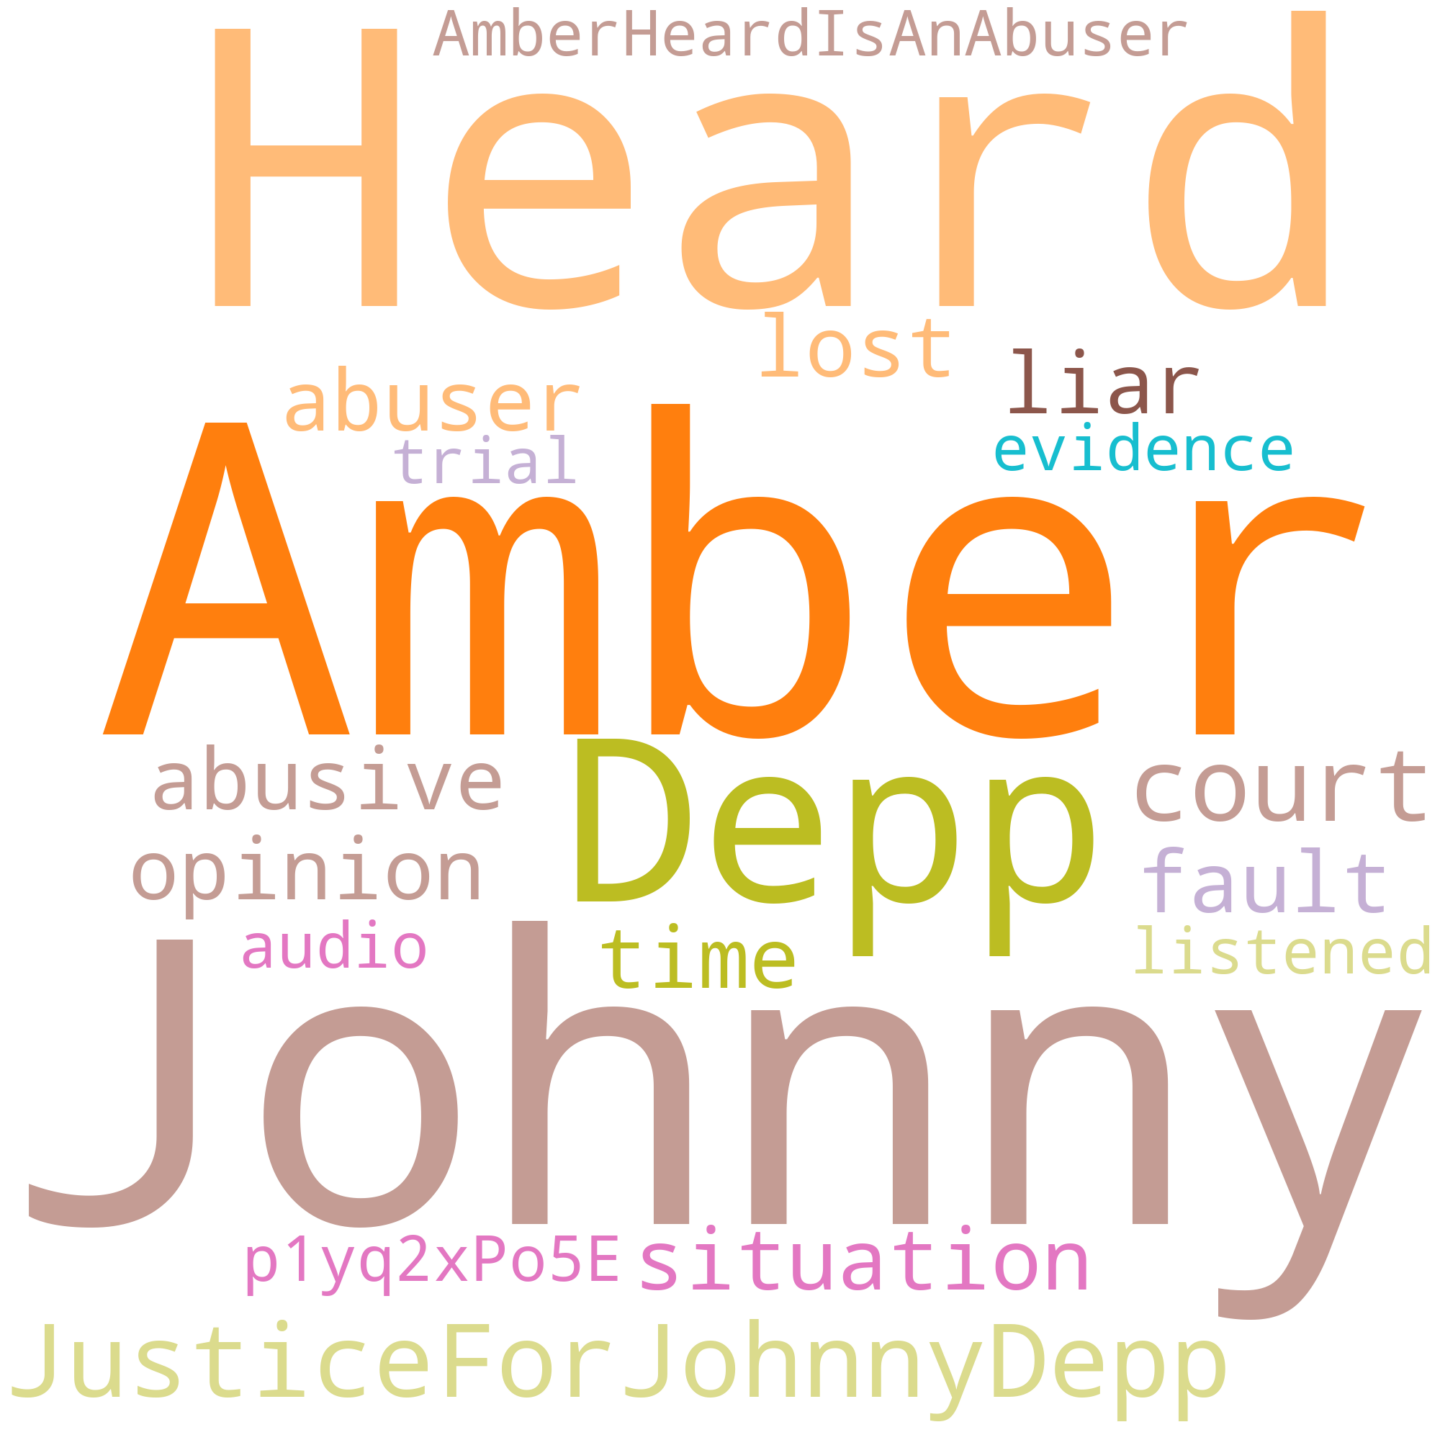 AmberHeardIsAnAbuser
Heard
lost
liar
abuser
evidence
trial
Amber
Depp
abusive
court
opinion
fault
audio
time
listened
Johnny
p1yq2xPo5E
situation
JusticeForJohnnyDepp